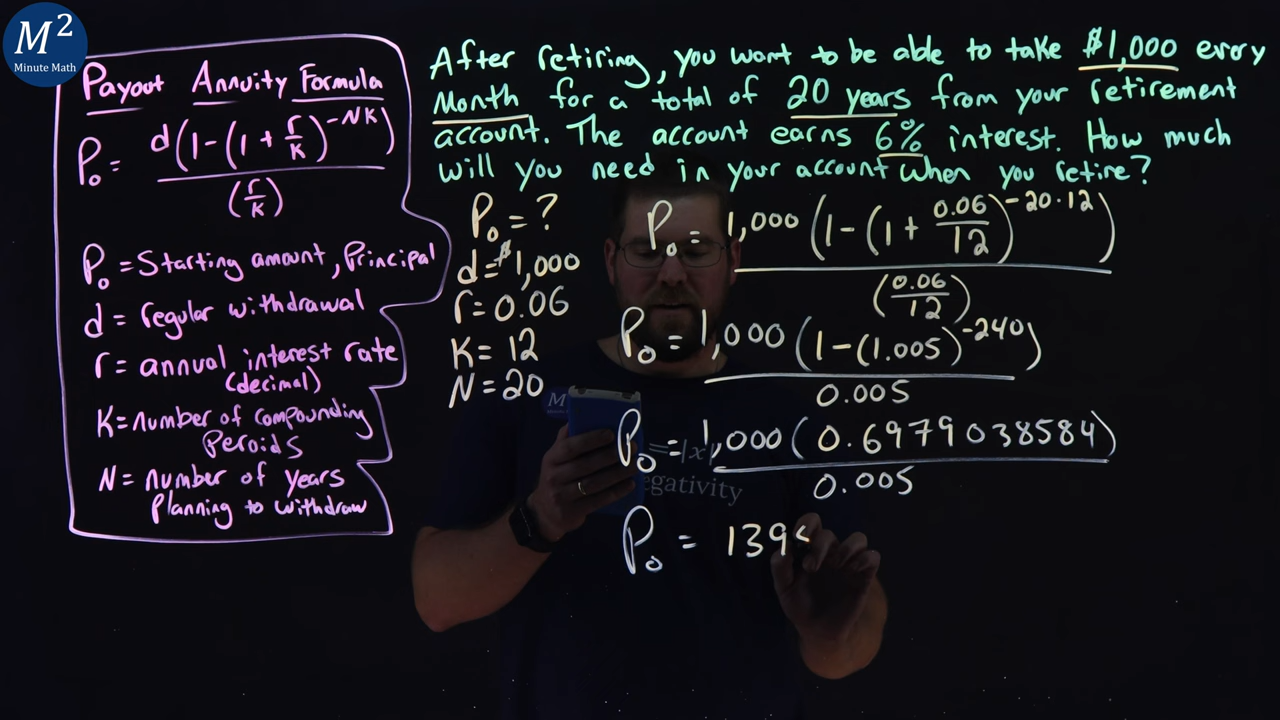 M²
Minute Math
Payout Annuity Formula
P₀ = d(1-(1+r/K)^-NK) / (r/K)
P₀ = Starting amount, Principal
d = regular withdrawal
r = annual interest rate
(decimal)
K = number of compounding
Peroids
N = number of years
Planning to withdraw
After retiring, you want to be able to take $1,000 every
Month for a total of 20 years from your retirement
account. The account earns 6% interest. How much
will you need in your account when you retire?
P₀ = ?
d = $1,000
r = 0.06
K = 12
N = 20
P₀ = 1,000 (1-(1+0.06/12)^-20·12) / (0.06/12)
P₀ = 1,000 (1-(1.005)^-240) / 0.005
P₀ = 1,000 (0.6979038584) / 0.005
P₀ = 139
M
|x|
egativity